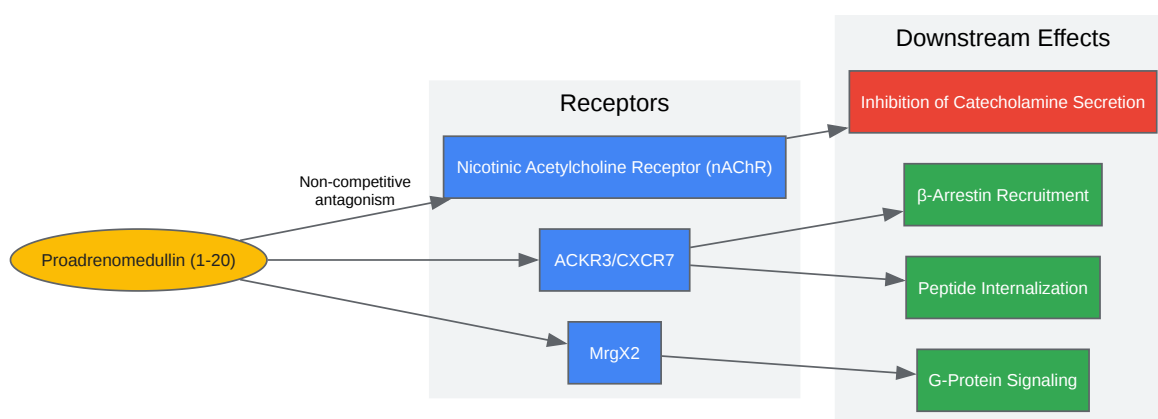 Downstream Effects
Inhibition of Catecholamine Secretion
Receptors
Nicotinic Acetylcholine Receptor (nAChR)
Non-competitive
antagonism
β-Arrestin Recruitment
Proadrenomedullin (1-20)
ACKR3/CXCR7
Peptide Internalization
MrgX2
G-Protein Signaling